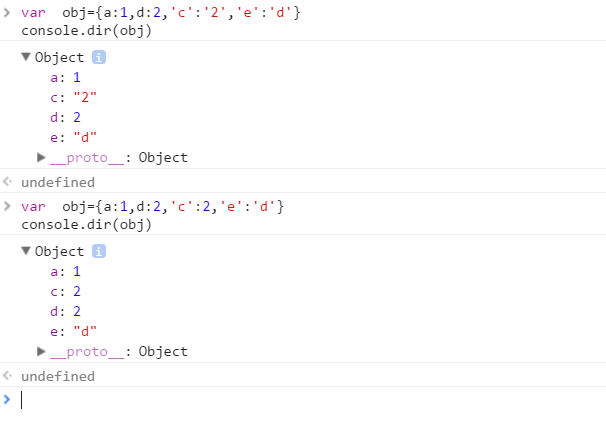 var  obj={a:1,d:2,'c':'2','e':'d'}
console.dir(obj)
Object i
a: 1
c: "2"
d: 2
e: "d"
__proto__: Object
undefined
var  obj={a:1,d:2,'c':2,'e':'d'}
console.dir(obj)
Object i
a: 1
c: 2
d: 2
e: "d"
__proto__: Object
undefined